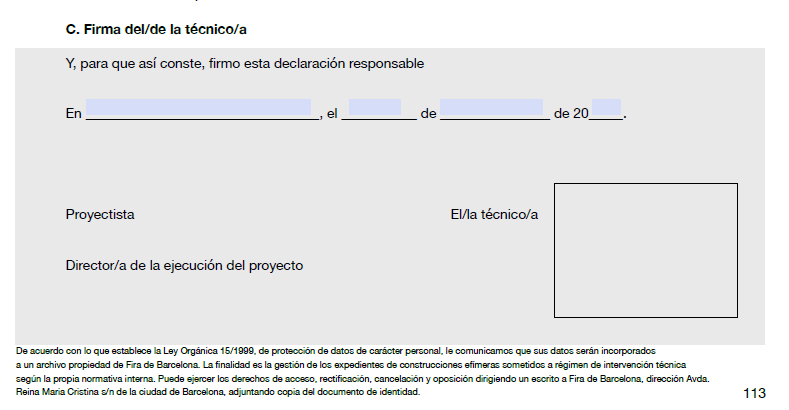 C. Firma del/de la técnico/a
Y, para que así conste, firmo esta declaración responsable
En ____________________, el __________ de ______________ de 20____.
Proyectista El/la técnico/a
Director/a de la ejecución del proyecto
De acuerdo con lo que establece la Ley Orgánica 15/1999, de protección de datos de carácter personal, le comunicamos que sus datos serán incorporados
a un archivo propiedad de Fira de Barcelona. La finalidad es la gestión de los expedientes de construcciones efímeras sometidos a régimen de intervención técnica
según la propia normativa interna. Puede ejercer los derechos de acceso, rectificación, cancelación y oposición dirigiendo un escrito a Fira de Barcelona, dirección Avda.
Reina Maria Cristina s/n de la ciudad de Barcelona, adjuntando copia del documento de identidad.
113